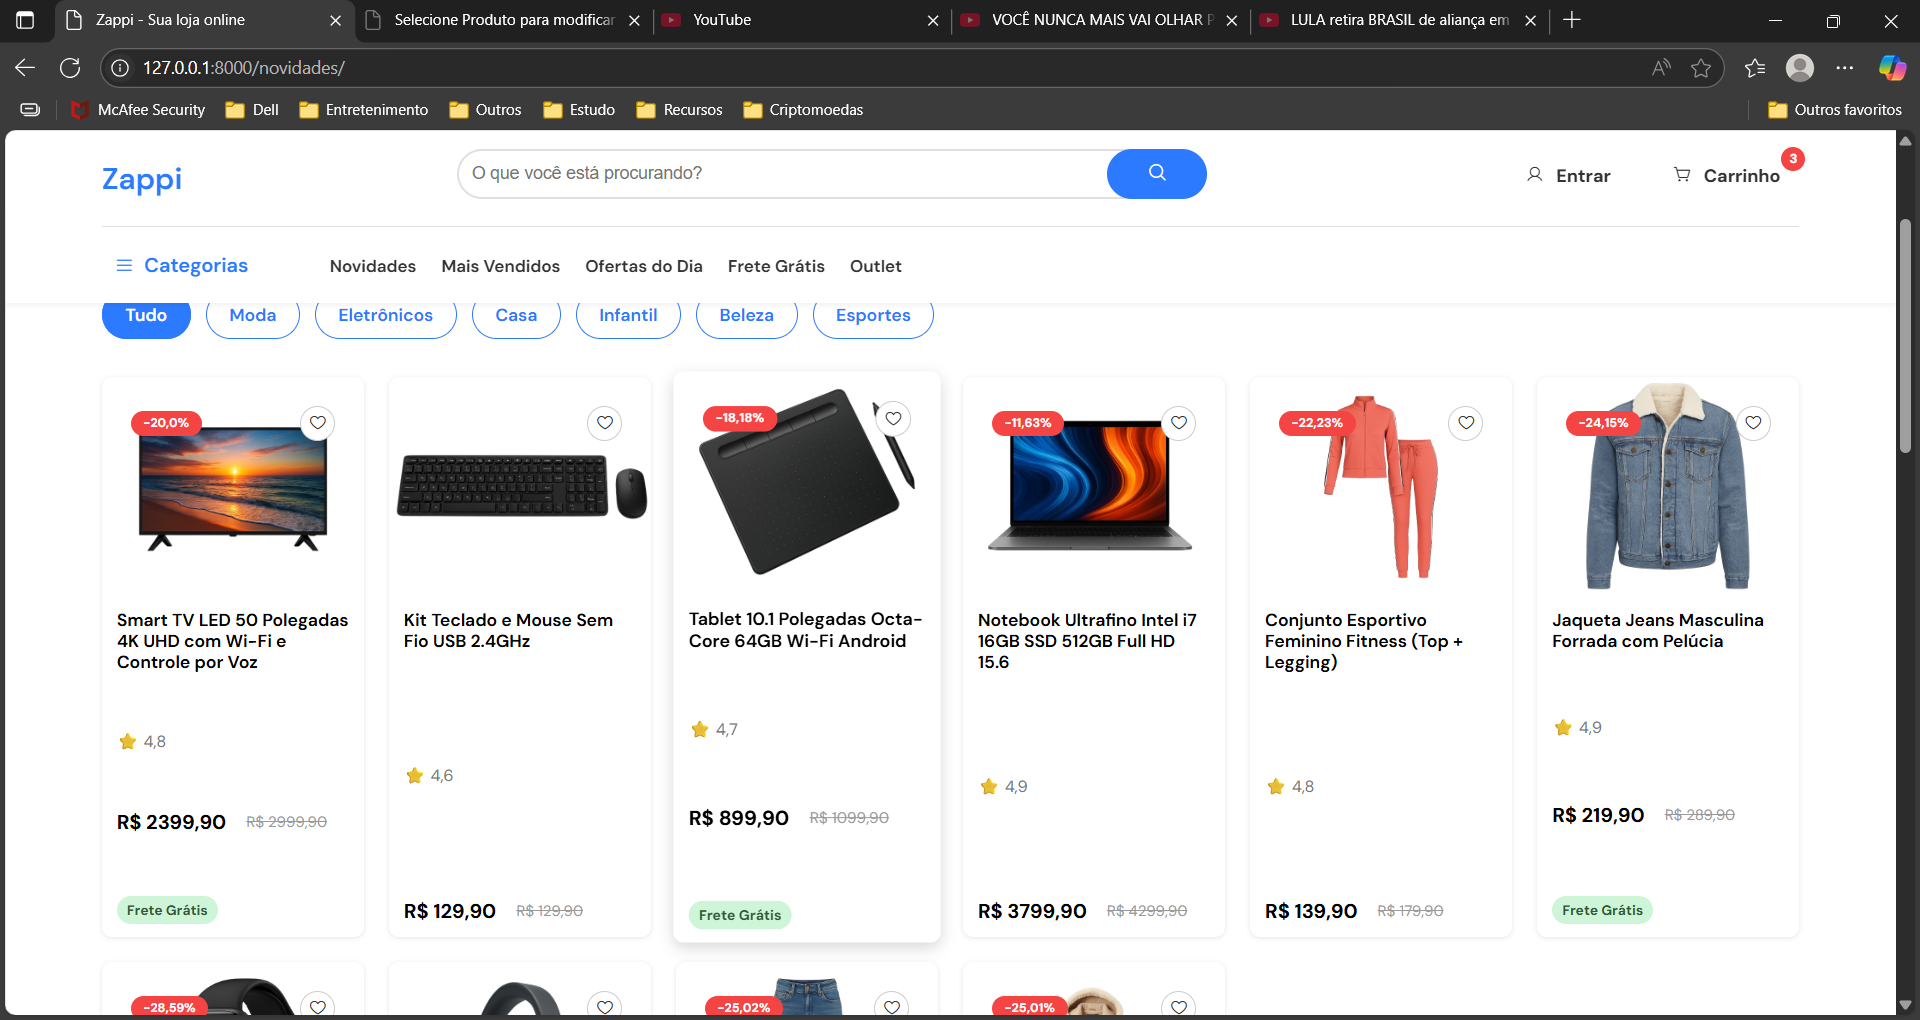 Zappi - Sua loja online
Selecione Produto para modificar
YouTube
VOCÊ NUNCA MAIS VAI OLHAR P
LULA retira BRASIL de aliança em
127.0.0.1:8000/novidades/
McAfee Security
Dell
Entretenimento
Outros
Estudo
Recursos
Criptomoedas
Outros favoritos
Zappi
O que você está procurando?
Entrar
Carrinho
3
Categorias
Novidades
Mais Vendidos
Ofertas do Dia
Frete Grátis
Outlet
Tudo
Moda
Eletrônicos
Casa
Infantil
Beleza
Esportes
-20,0%
Smart TV LED 50 Polegadas
4K UHD com Wi-Fi e
Controle por Voz
4,8
R$ 2399,90 R$ 2999,90
Frete Grátis
Kit Teclado e Mouse Sem
Fio USB 2.4GHz
4,6
R$ 129,90 R$ 129,90
-18,18%
Tablet 10.1 Polegadas Octa-
Core 64GB Wi-Fi Android
4,7
R$ 899,90 R$ 1099,90
Frete Grátis
-11,63%
Notebook Ultrafino Intel i7
16GB SSD 512GB Full HD
15.6
4,9
R$ 3799,90 R$ 4299,90
-22,23%
Conjunto Esportivo
Feminino Fitness (Top +
Legging)
4,8
R$ 139,90 R$ 179,90
-24,15%
Jaqueta Jeans Masculina
Forrada com Pelúcia
4,9
R$ 219,90 R$ 289,90
Frete Grátis
-28,59%
-25,02%
-25,01%